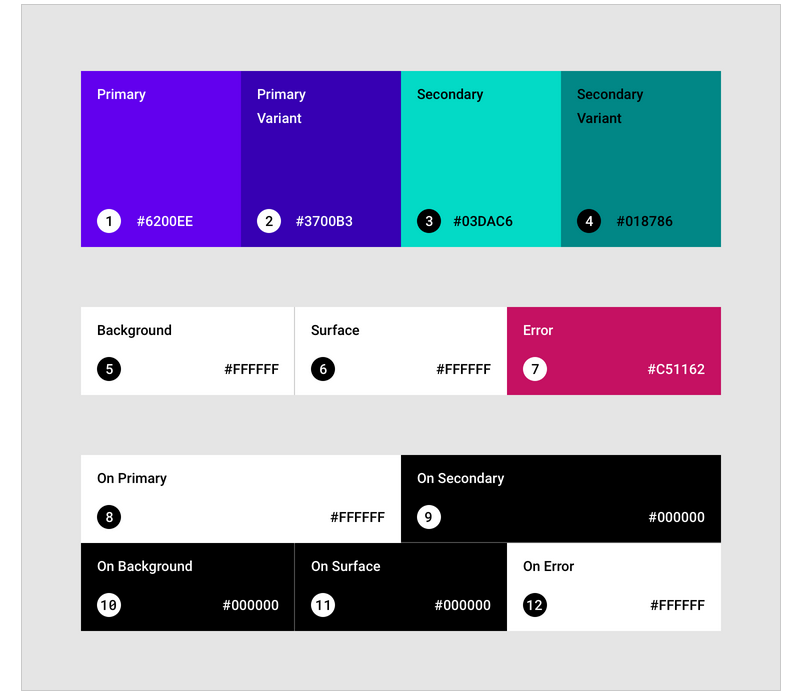 Primary
Primary
Variant
Secondary
Secondary
Variant
1 #6200EE
2 #3700B3
3 #03DAC6
4 #018786
Background
Surface
Error
5 #FFFFFF
6 #FFFFFF
7 #C51162
On Primary
On Secondary
8 #FFFFFF
9 #000000
On Background
On Surface
On Error
10 #000000
11 #000000
12 #FFFFFF